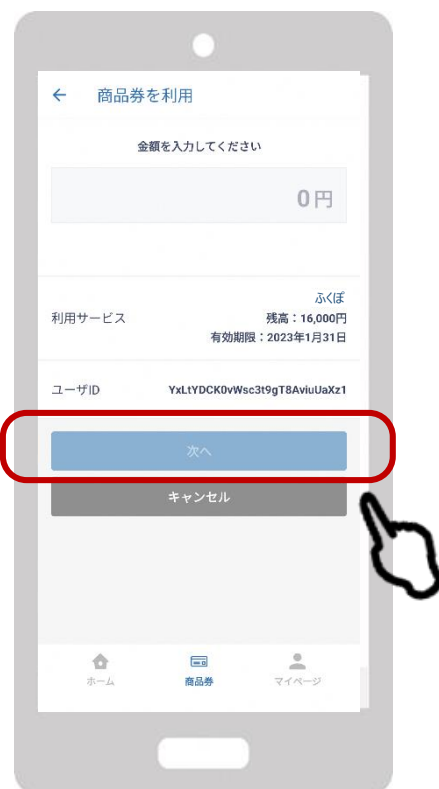 ← 商品券を利用
金額を入力してください
0円
ふくぽ
利用サービス 残高：16,000円
有効期限：2023年1月31日
ユーザID YxLtYDCK0vWsc3t9gT8AviuUaXz1
次へ
キャンセル
ホーム 商品券 マイページ